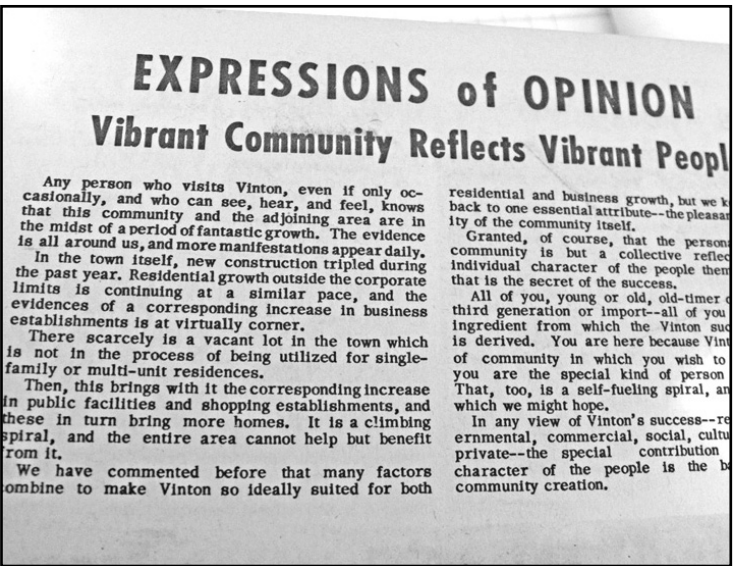 EXPRESSIONS of OPINION
Vibrant Community Reflects Vibrant Peopl
Any person who visits Vinton, even if only oc-
casionally, and who can see, hear, and feel, knows
that this community and the adjoining area are in
the midst of a period of fantastic growth. The evidence
is all around us, and more manifestations appear daily.
In the town itself, new construction tripled during
the past year. Residential growth outside the corporate
limits is continuing at a similar pace, and the
evidences of a corresponding increase in business
establishments is at virtually corner.
There scarcely is a vacant lot in the town which
is not in the process of being utilized for single-
family or multi-unit residences.
Then, this brings with it the corresponding increase
in public facilities and shopping establishments, and
these in turn bring more homes. It is a climbing
spiral, and the entire area cannot help but benefit
from it.
We have commented before that many factors
ombine to make Vinton so ideally suited for both
residential and business growth, but we k
back to one essential attribute--the pleasan
ity of the community itself.
Granted, of course, that the person
community is but a collective reflec
individual character of the people them
that is the secret of the success.
All of you, young or old, old-timer
third generation or import--all of you
ingredient from which the Vinton suc
is derived. You are here because Vint
of community in which you wish to
you are the special kind of person
That, too, is a self-fueling spiral, an
which we might hope.
In any view of Vinton's success--re
ernmental, commercial, social, cultu
private--the special contribution
character of the people is the ba
community creation.